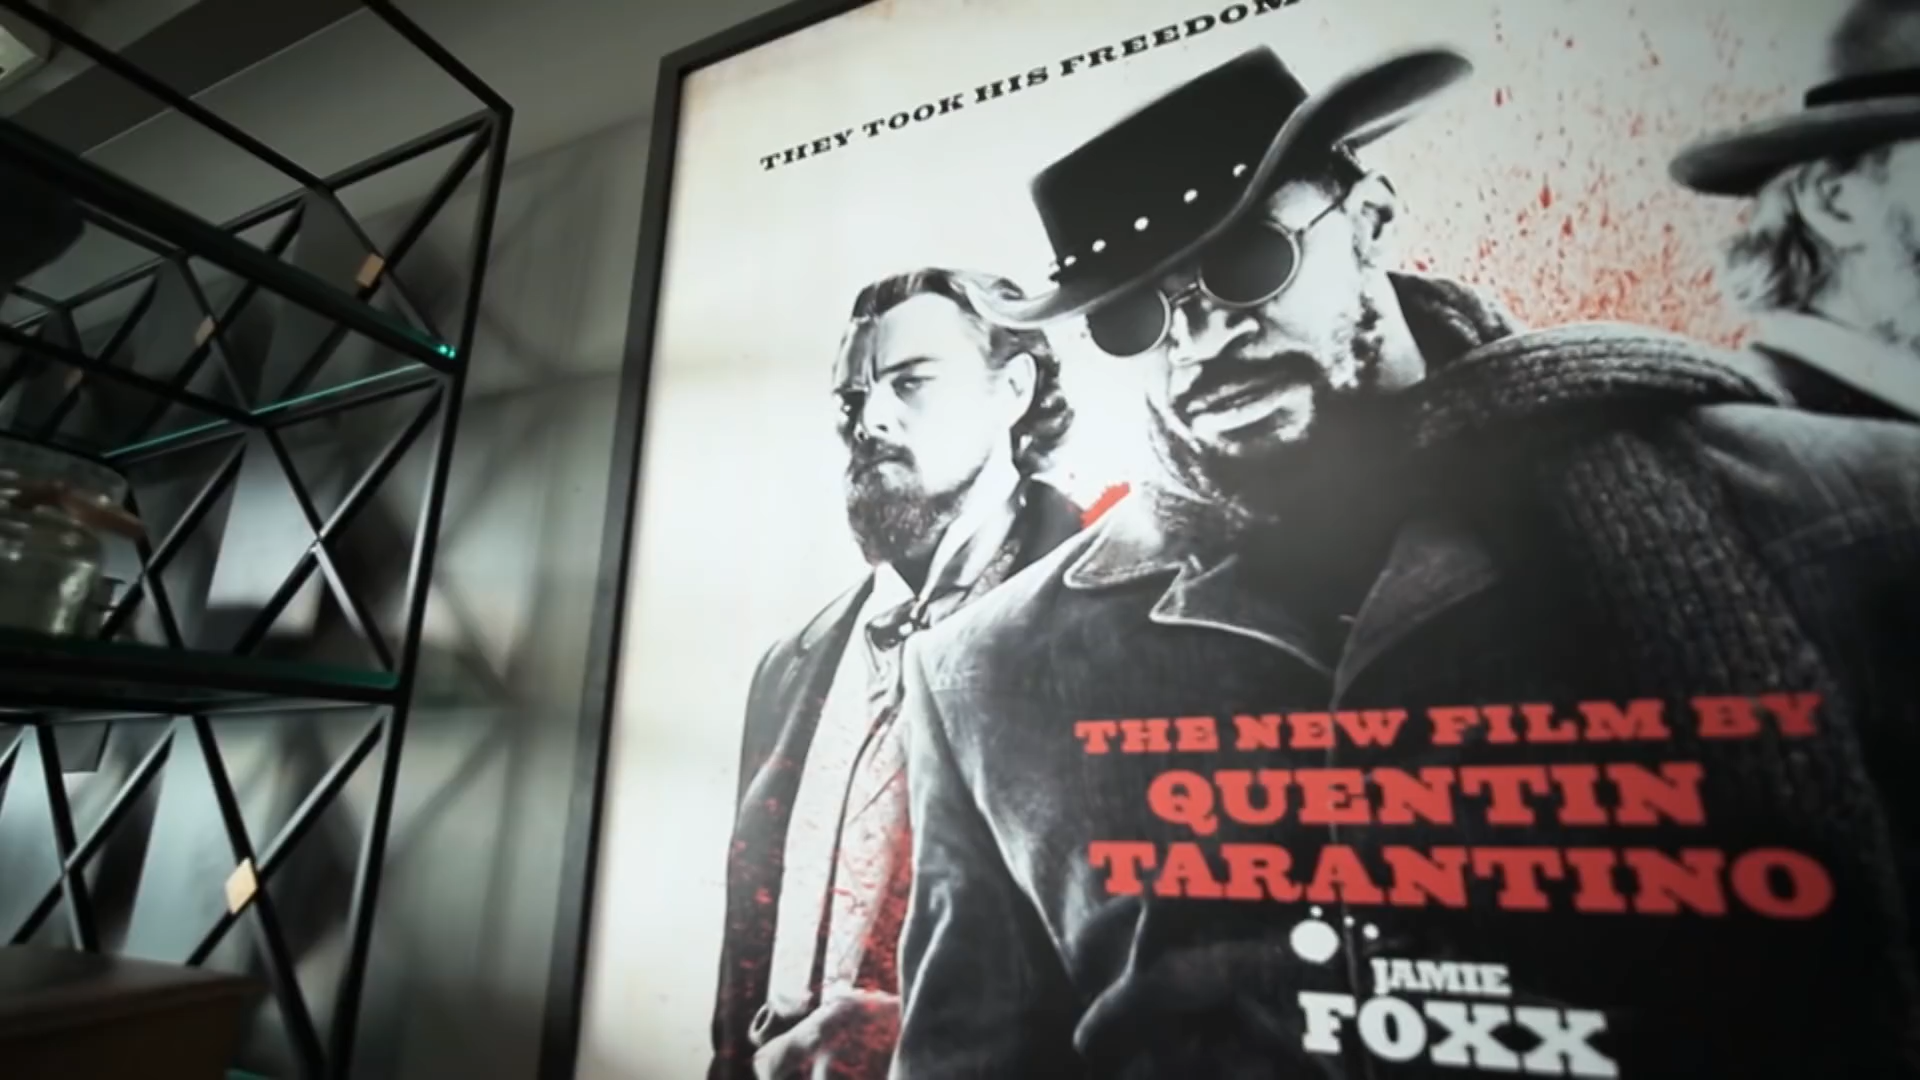 THEY TOOK HIS FREEDOM
THE NEW FILM BY
QUENTIN
TARANTINO
JAMIE
FOXX